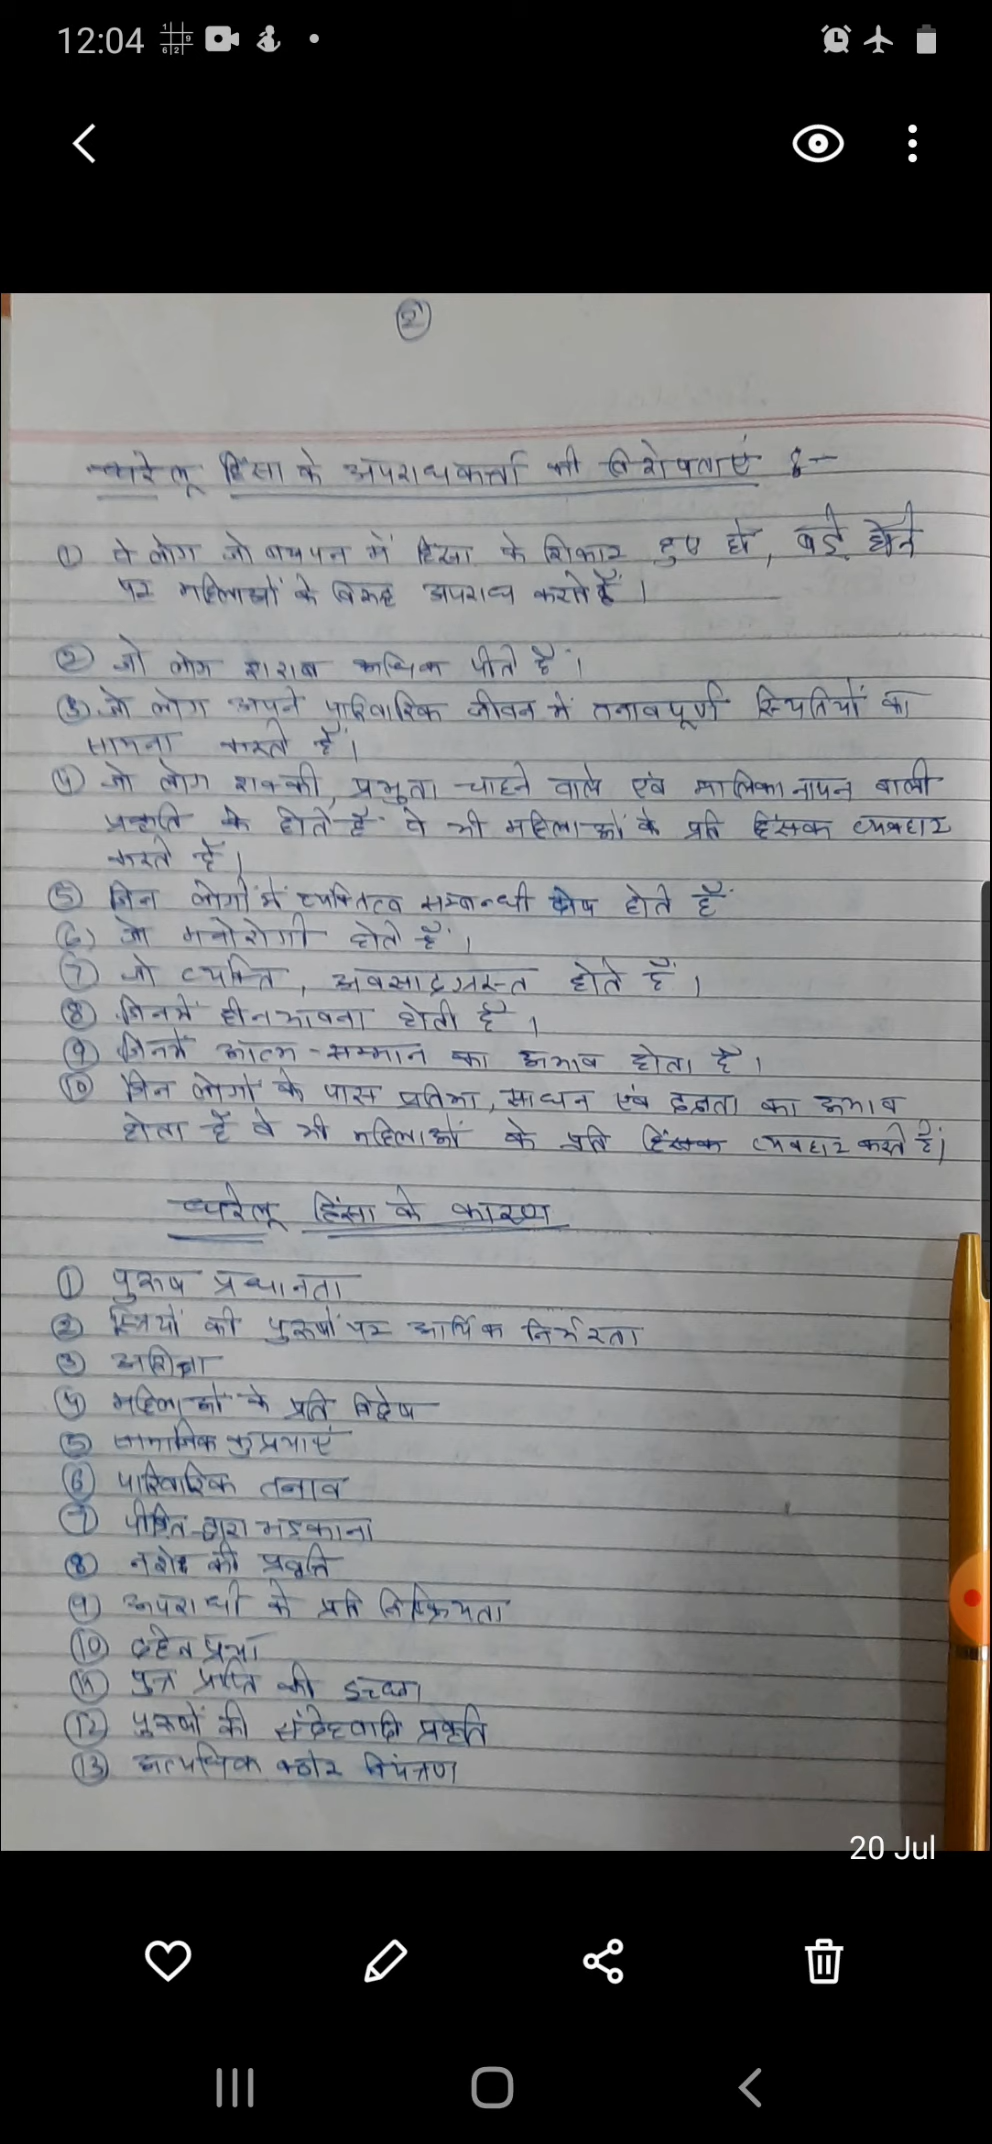 12:04
②
घरेलू हिंसा के अपराधकर्त्ता की विशेषताएं :-
① वे लोग जो बचपन में हिंसा के शिकार हुए हो, बड़े होने
पर महिलाओं के विरूद्ध अपराध करते हैं ।
② जो लोग शराब अधिक पीते हैं ।
③ जो लोग अपने पारिवारिक जीवन में तनावपूर्ण स्थितियों का
सामना करते हैं ।
④ जो लोग शक्की, प्रभुता चाहने वाले एवं मालिकानापन वाली
प्रकृति के होते हैं वे भी महिलाओं के प्रति हिंसक व्यवहार
करते हैं ।
⑤ जिन लोगों में व्यक्तित्व सम्बन्धी दोष होते हैं
⑥ जो मनोरोगी होते हैं ।
⑦ जो व्यक्ति, अवसादग्रस्त होते हैं ।
⑧ जिनमें हीनभावना होती है ।
⑨ जिनमें आत्म-सम्मान का अभाव होता है ।
⑩ जिन लोगों के पास प्रतिभा, साधन एवं दक्षता का अभाव
होता हैं वे भी महिलाओं के प्रति हिंसक व्यवहार करते हैं।
घरेलू हिंसा के कारण
① पुरूष प्रधानता
② स्त्रियों की पुरूषों पर आर्थिक निर्भरता
③ अशिक्षा
④ महिलाओं के प्रति विद्वेष
⑤ सामाजिक कुप्रथाएं
⑥ पारिवारिक तनाव
⑦ पीड़ित द्वारा भड़काना
⑧ नशे की प्रवृति
⑨ अपराधी के प्रति निष्क्रियता
⑩ दहेज प्रथा
⑪ पुत्र प्राप्ति की इच्छा
⑫ पुरूषों की संदेहवादी प्रकृति
⑬ अत्यधिक कठोर नियंत्रण
20 Jul